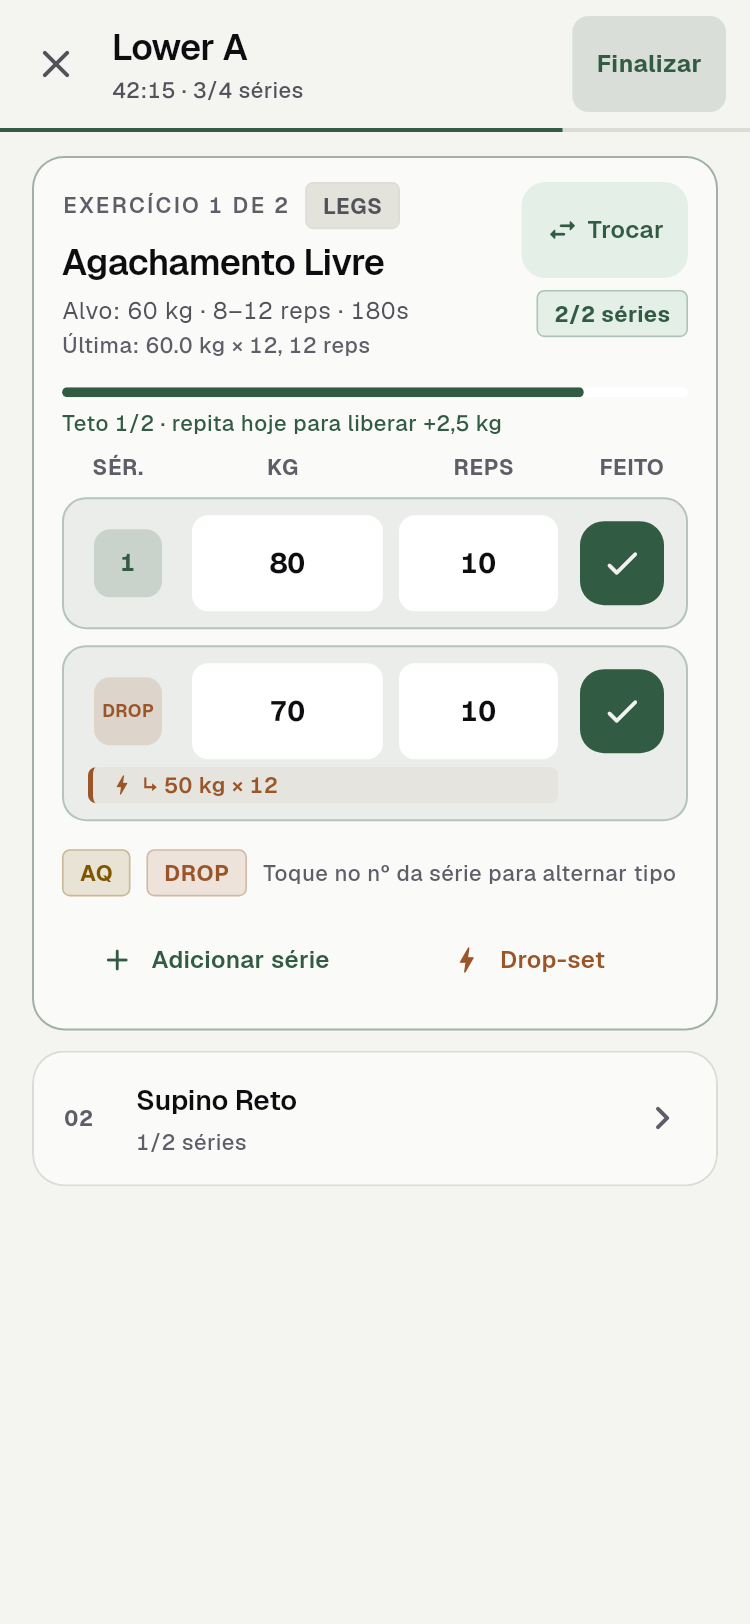 Lower A
42:15 · 3/4 séries
Finalizar
EXERCÍCIO 1 DE 2
LEGS
Trocar
Agachamento Livre
Alvo: 60 kg · 8–12 reps · 180s
2/2 séries
Última: 60.0 kg × 12, 12 reps
Teto 1/2 · repita hoje para liberar +2,5 kg
SÉR. KG REPS FEITO
1 80 10
DROP 70 10
↳ 50 kg × 12
AQ DROP Toque no nº da série para alternar tipo
Adicionar série
Drop-set
02
Supino Reto
1/2 séries